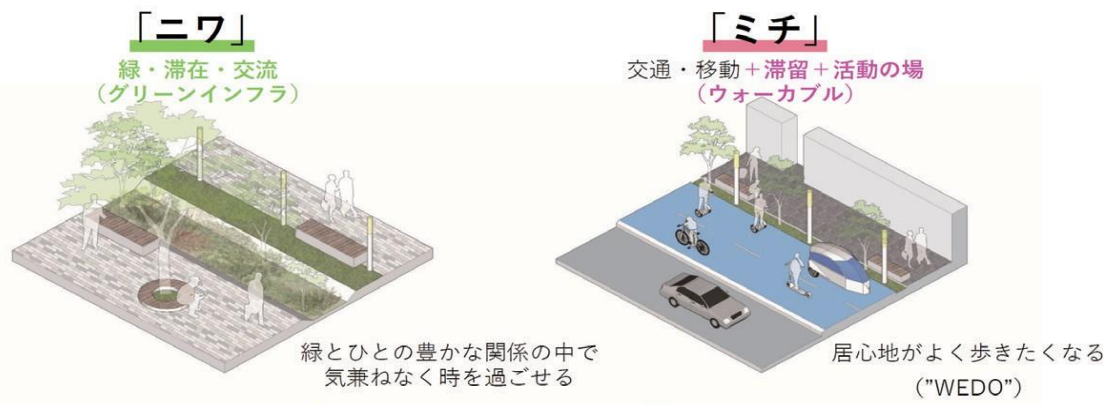 「ニワ」
緑・滞在・交流
（グリーンインフラ）
緑とひとの豊かな関係の中で
気兼ねなく時を過ごせる
「ミチ」
交通・移動＋滞留＋活動の場
（ウォーカブル）
居心地がよく歩きたくなる
（”WEDO”）